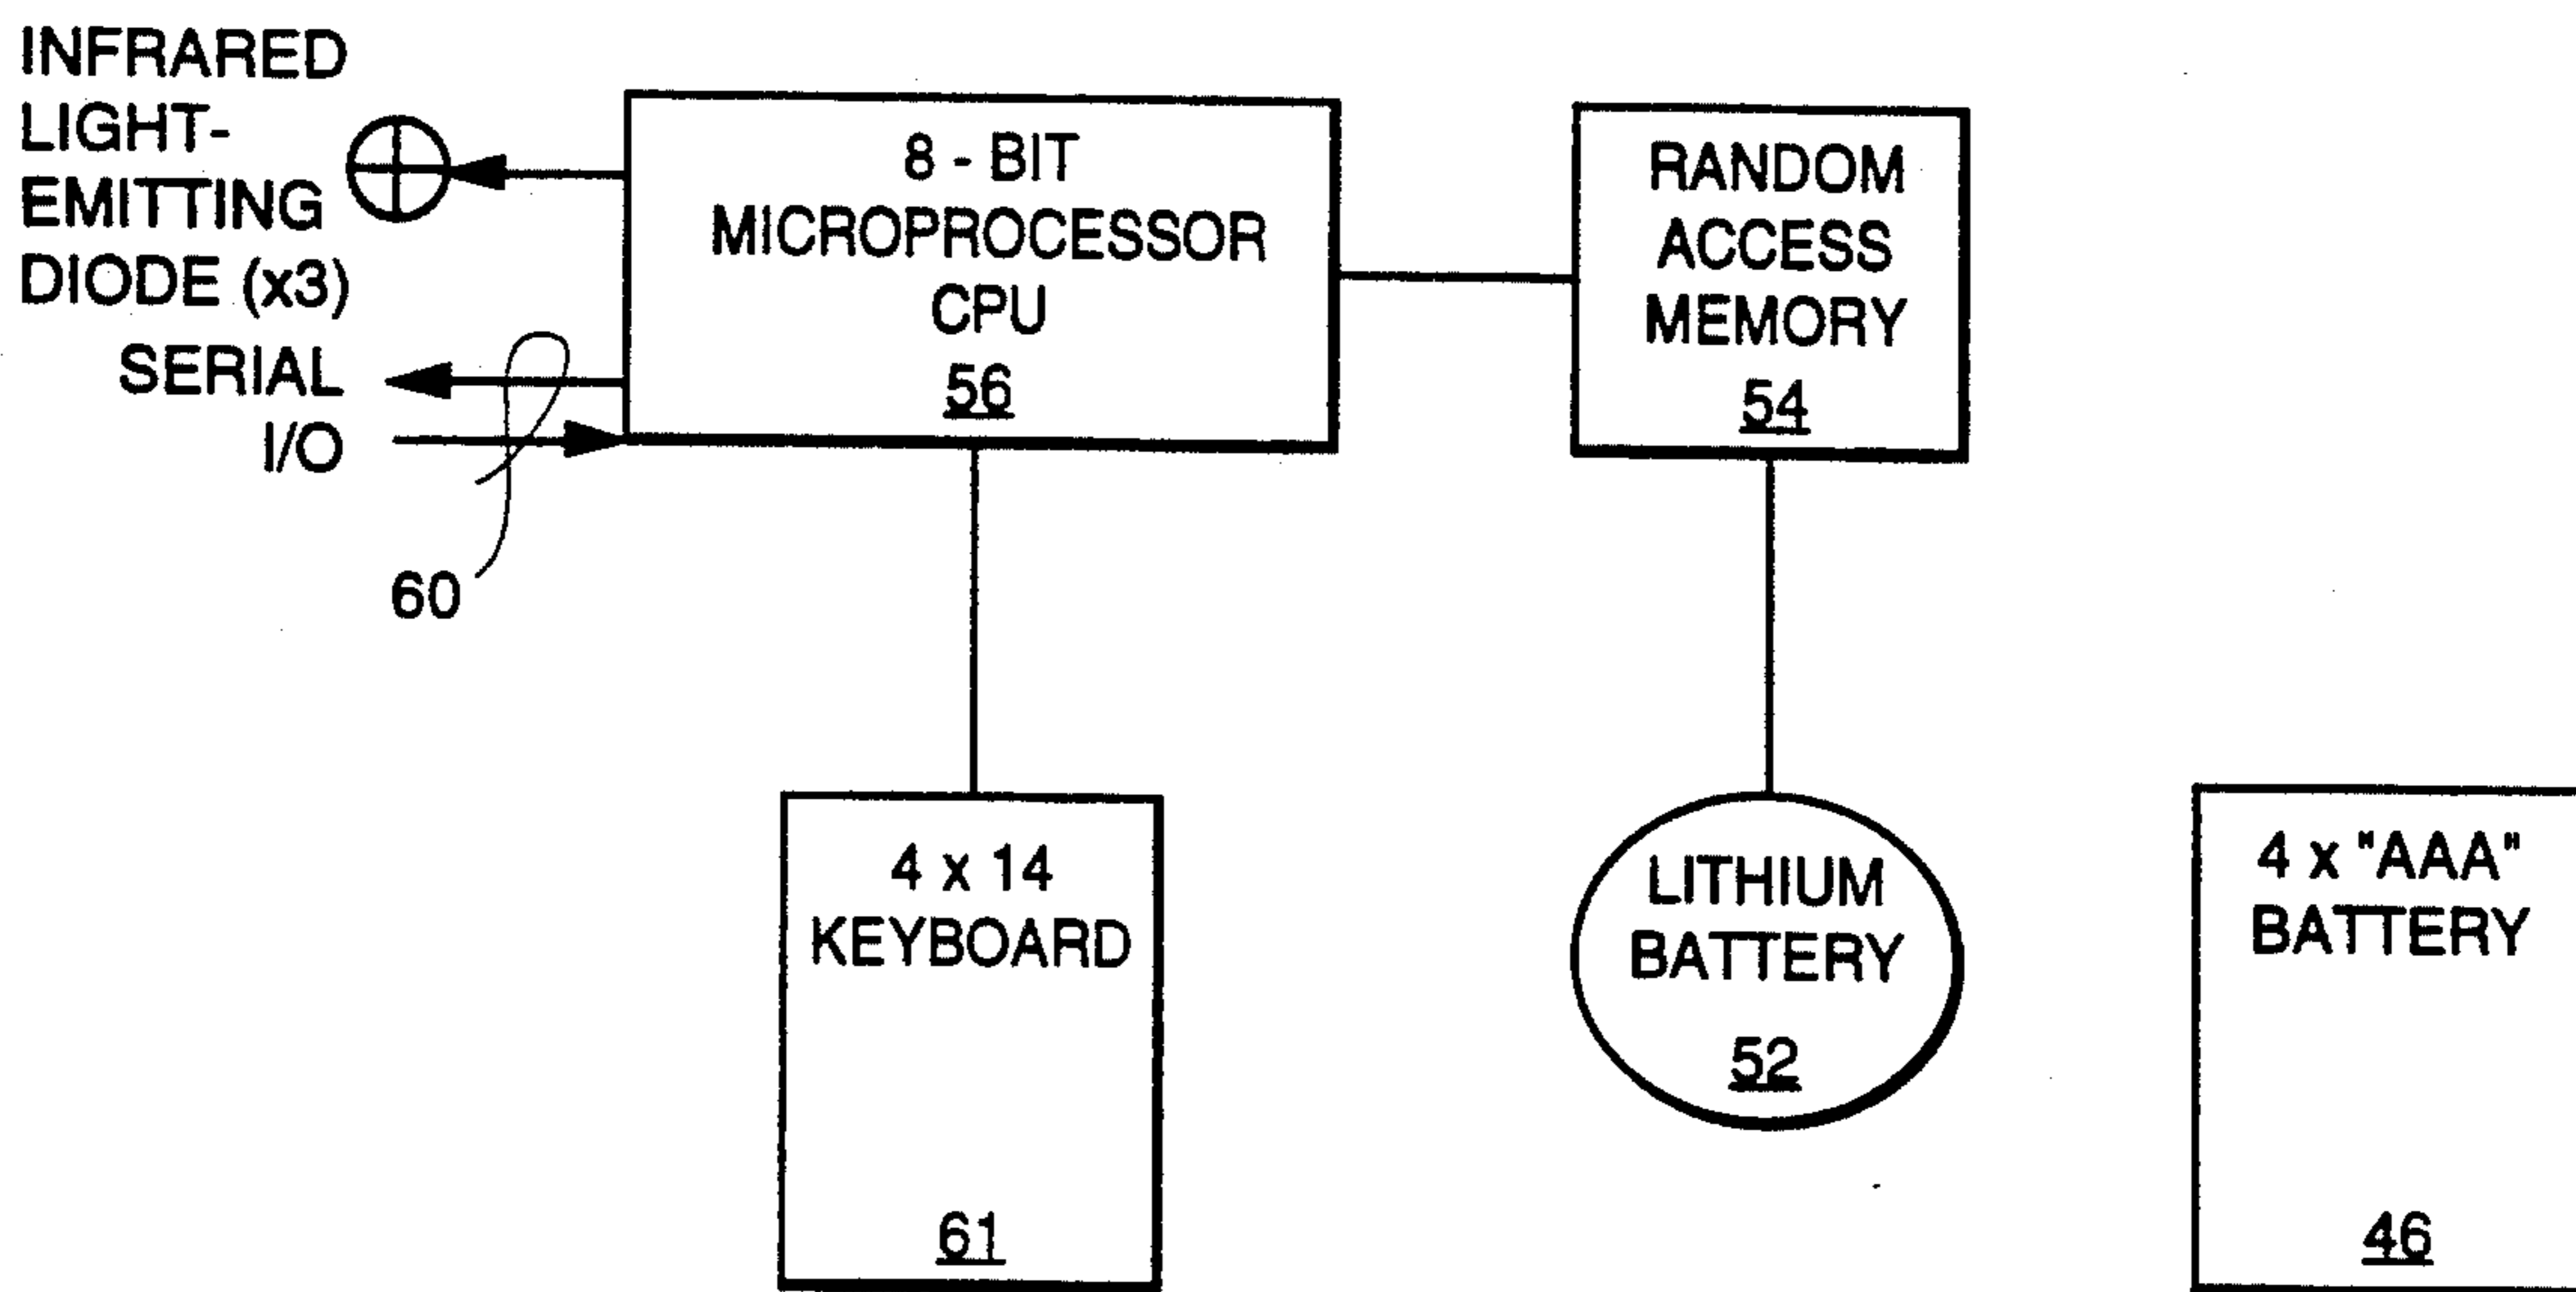 INFRARED
LIGHT-
EMITTING
DIODE (x3)
SERIAL
I/O
60
8 - BIT
MICROPROCESSOR
CPU
56
RANDOM
ACCESS
MEMORY
54
4 x 14
KEYBOARD
61
LITHIUM
BATTERY
52
4 x "AAA"
BATTERY
46